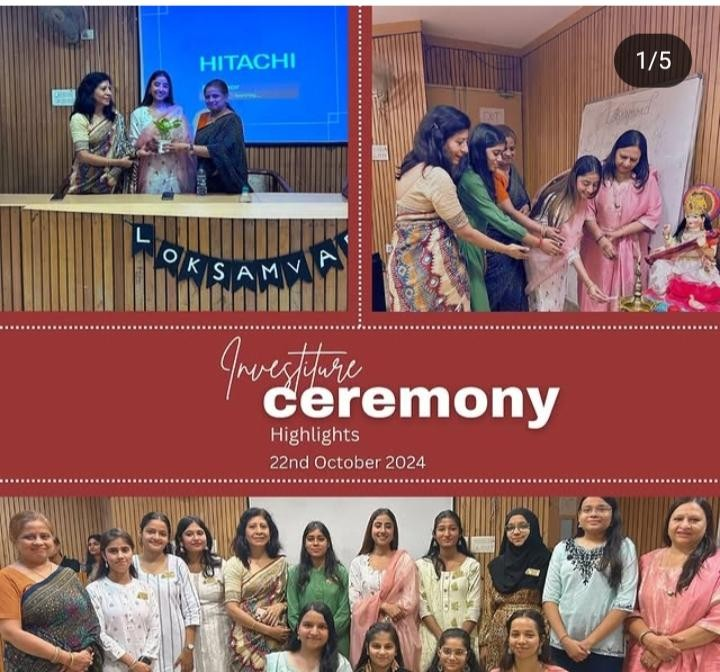 1/5
HITACHI
LOKSAMVA
Investiture
ceremony
Highlights
22nd October 2024